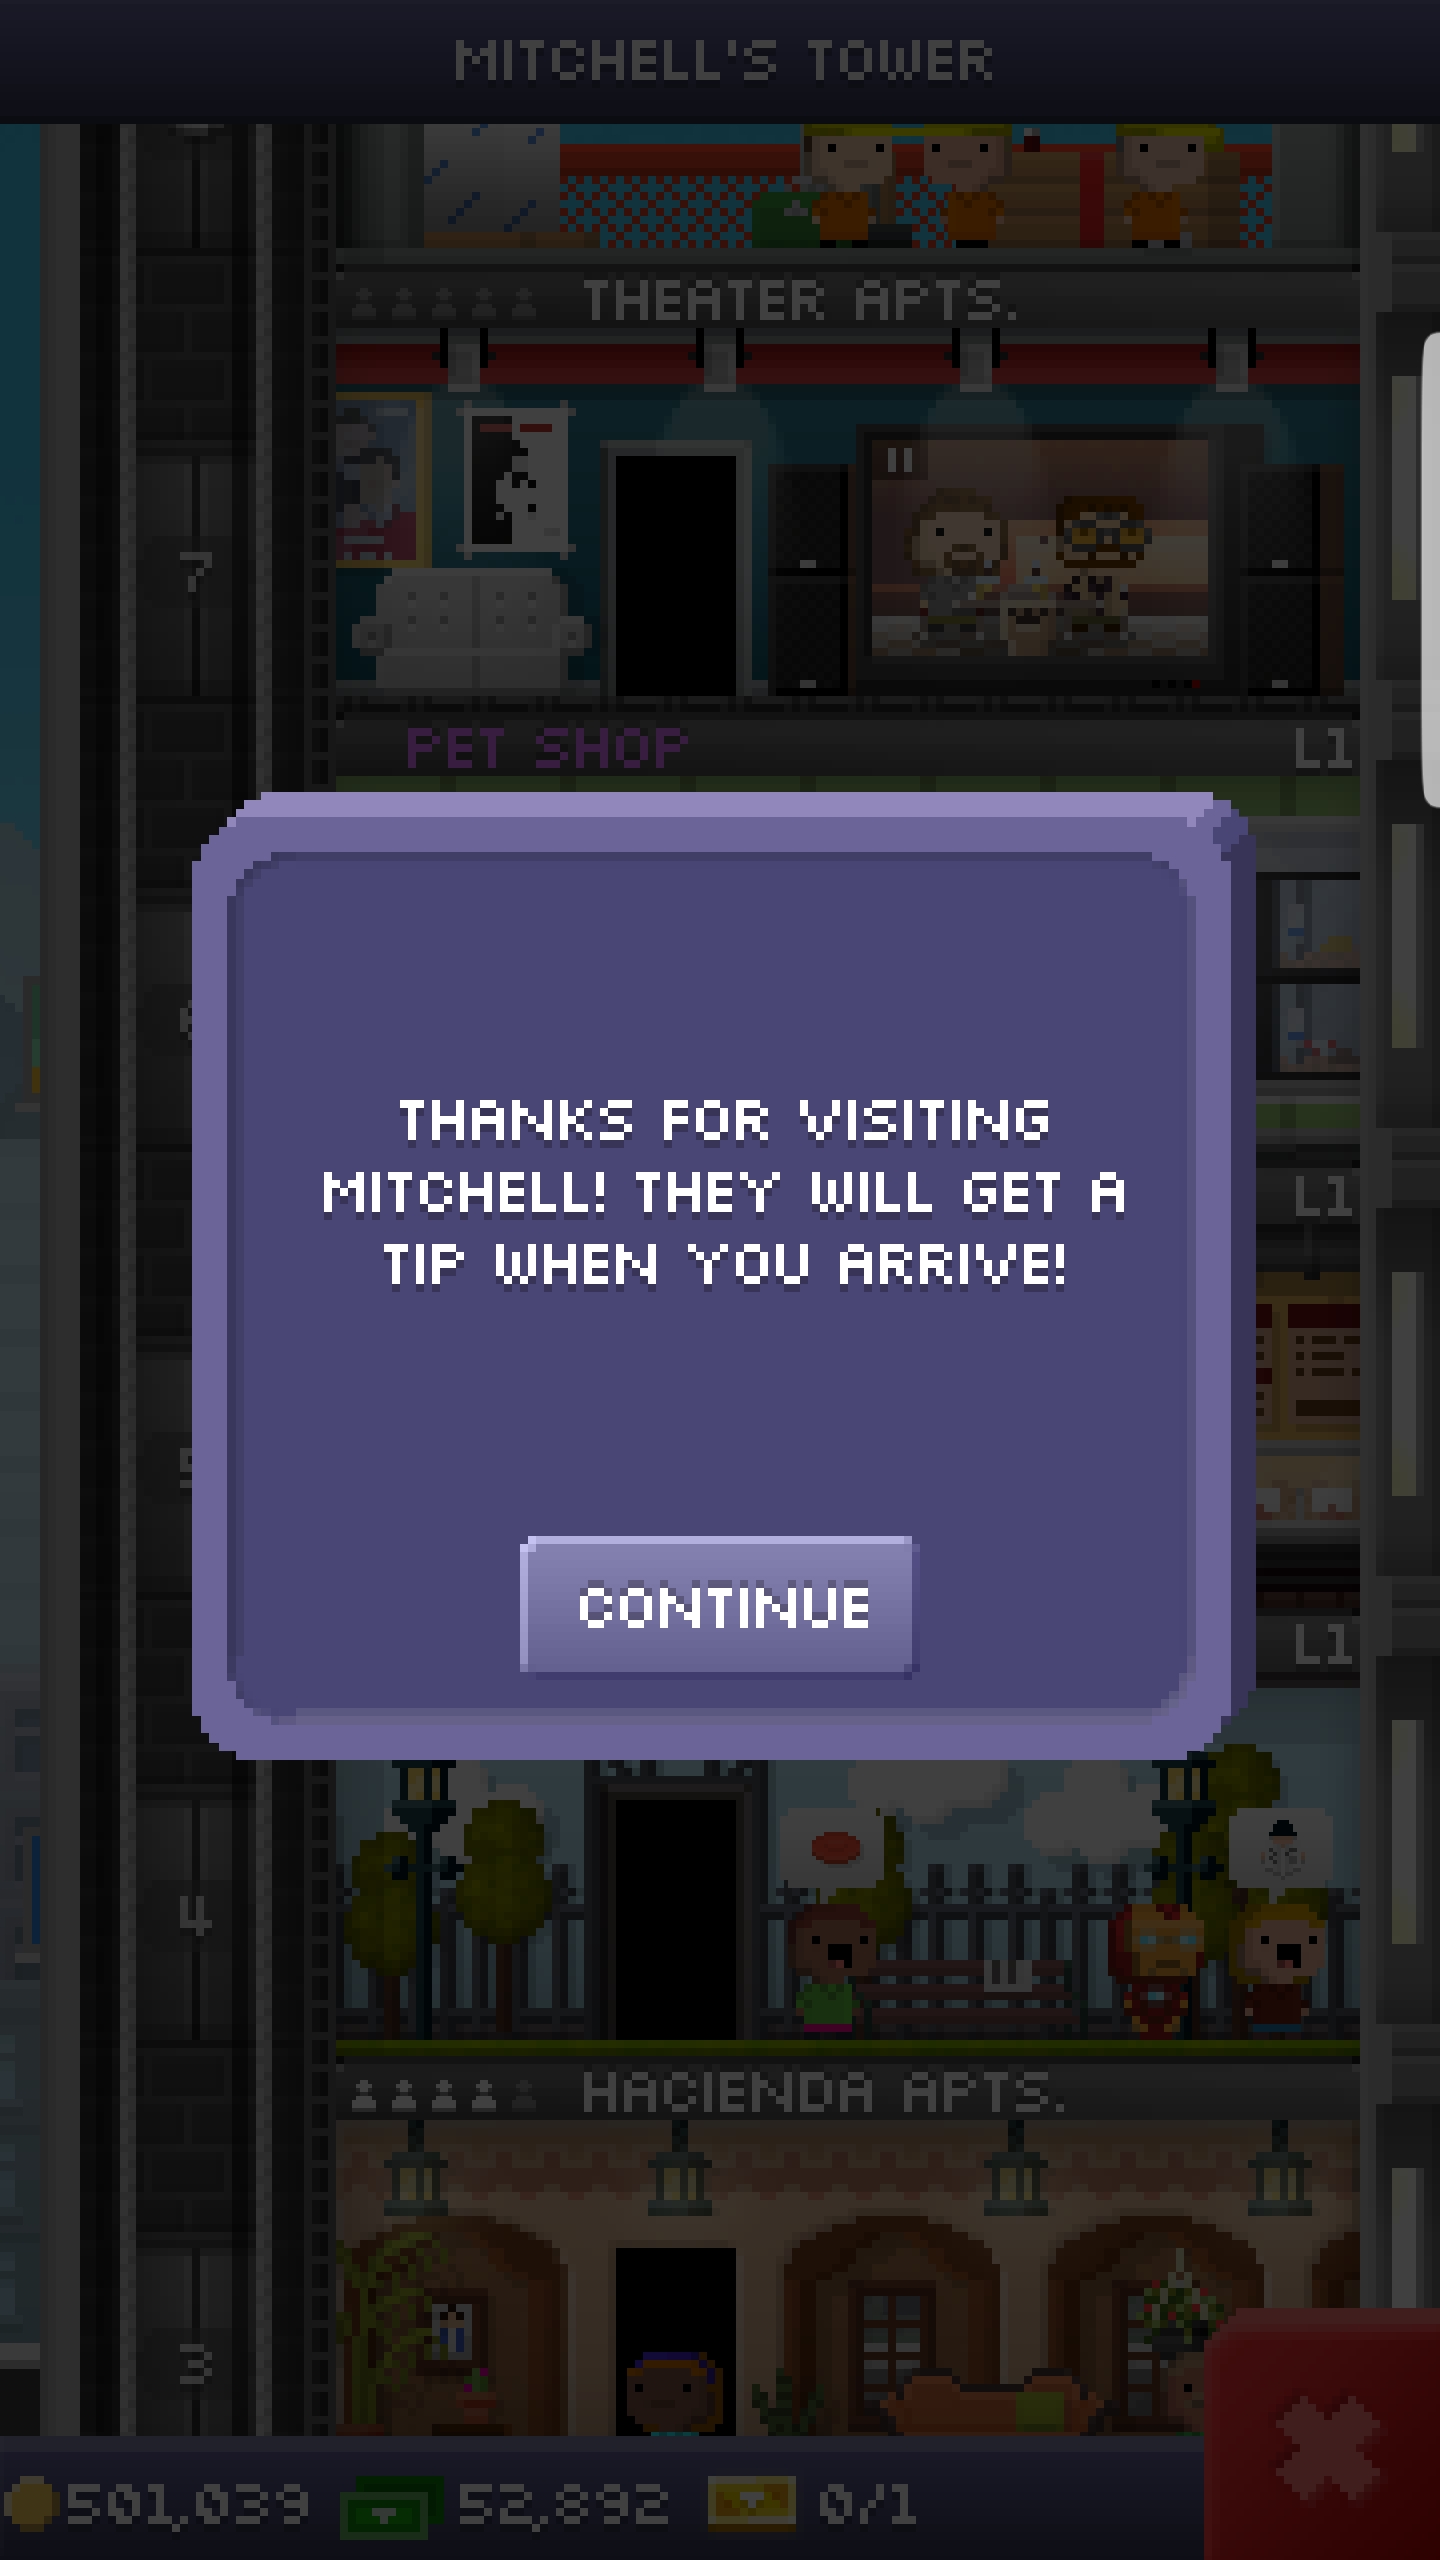 MITCHELL'S TOWER
THEATER APTS.
7
PET SHOP L1
THANKS FOR VISITING
MITCHELL! THEY WILL GET A
TIP WHEN YOU ARRIVE!
L1
CONTINUE
L1
4
HACIENDA APTS.
3
501,039 52,892 0/1